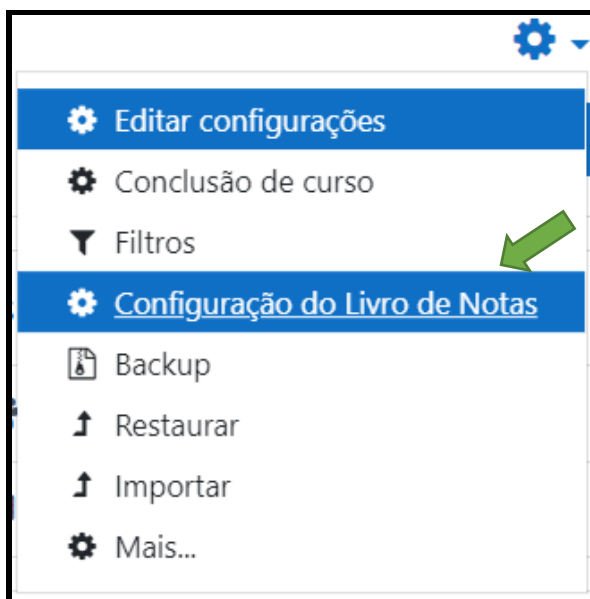 Editar configurações
Conclusão de curso
Filtros
Configuração do Livro de Notas
Backup
Restaurar
Importar
Mais...